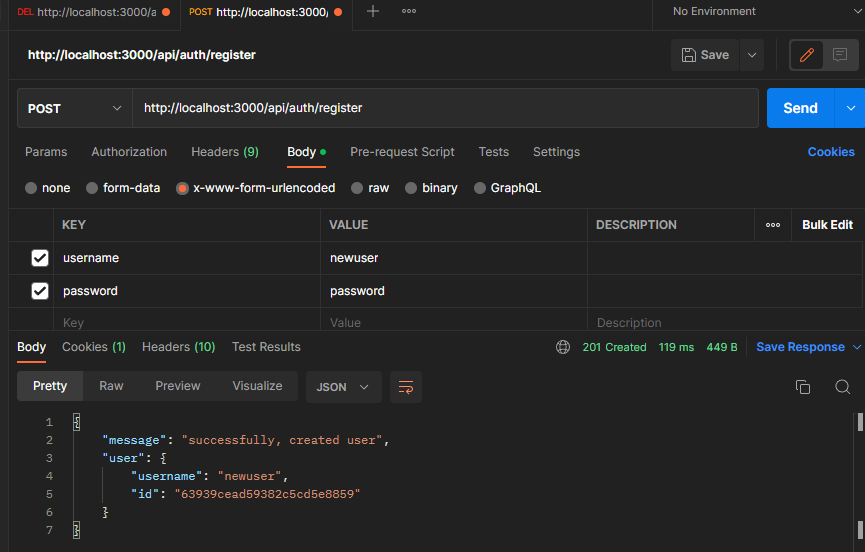 DEL http://localhost:3000/a
POST http://localhost:3000/
No Environment
http://localhost:3000/api/auth/register
Save
POST http://localhost:3000/api/auth/register Send
Params Authorization Headers (9) Body Pre-request Script Tests Settings Cookies
none form-data x-www-form-urlencoded raw binary GraphQL
KEY VALUE DESCRIPTION Bulk Edit
username newuser
password password
Key Value Description
Body Cookies (1) Headers (10) Test Results 201 Created 119 ms 449 B Save Response
Pretty Raw Preview Visualize JSON
1 {
2 "message": "successfully, created user",
3 "user": {
4 "username": "newuser",
5 "id": "63939cead59382c5cd5e8859"
6 }
7 }